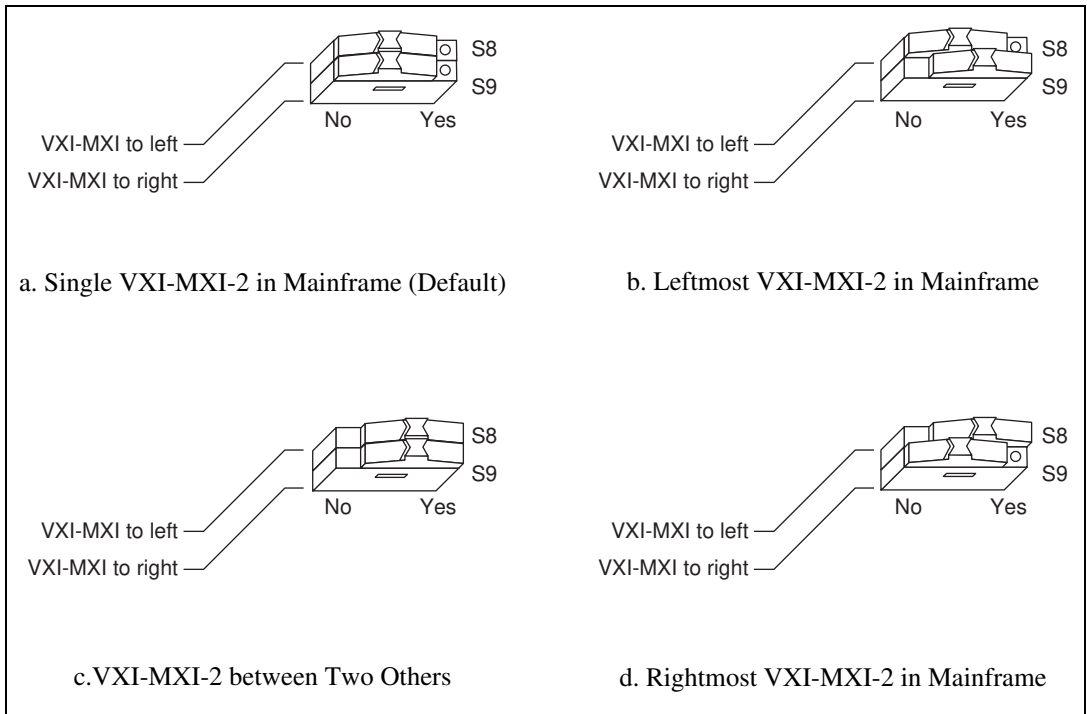 S8
S9
No Yes
VXI-MXI to left
VXI-MXI to right
a. Single VXI-MXI-2 in Mainframe (Default)
S8
S9
No Yes
VXI-MXI to left
VXI-MXI to right
b. Leftmost VXI-MXI-2 in Mainframe
S8
S9
No Yes
VXI-MXI to left
VXI-MXI to right
c.VXI-MXI-2 between Two Others
S8
S9
No Yes
VXI-MXI to left
VXI-MXI to right
d. Rightmost VXI-MXI-2 in Mainframe